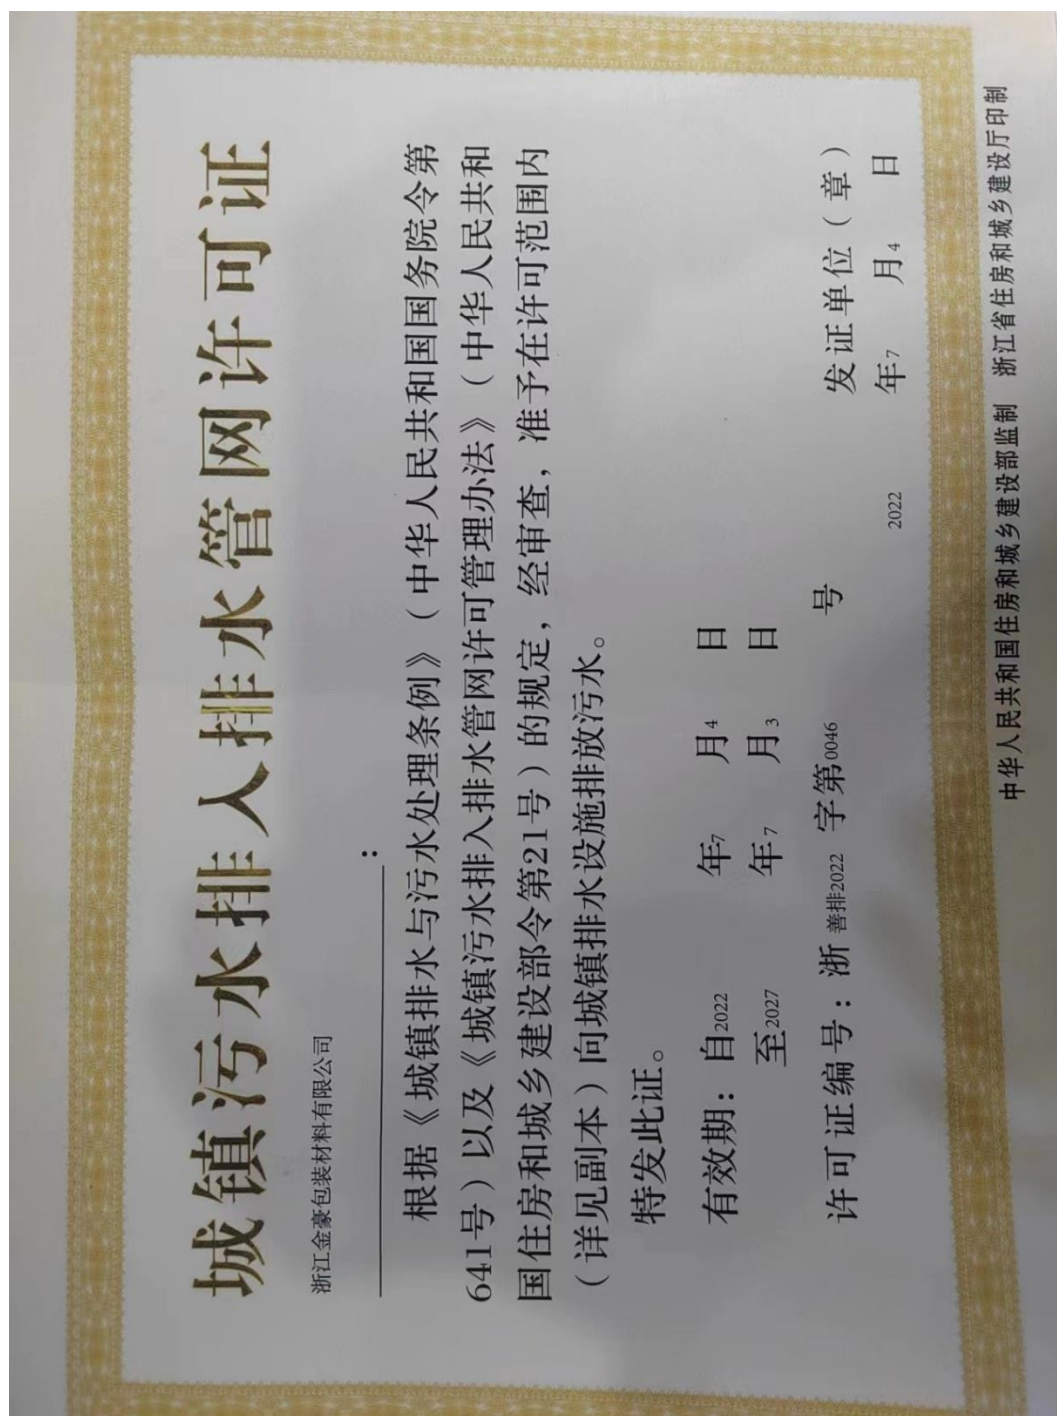 城镇污水排入排水管网许可证
浙江金豪包装材料有限公司
:
根据《城镇排水与污水处理条例》（中华人民共和国国务院令第
641号）以及《城镇污水排入排水管网许可管理办法》（中华人民共和
国住房和城乡建设部令第21号）的规定，经审查，准予在许可范围内
（详见副本）向城镇排水设施排放污水。
特发此证。
有效期：自2022年7月4日
至2027年7月3日
许可证编号：浙善排2022字第0046号
发证单位（章）
2022年7月4日
中华人民共和国住房和城乡建设部监制 浙江省住房和城乡建设厅印制